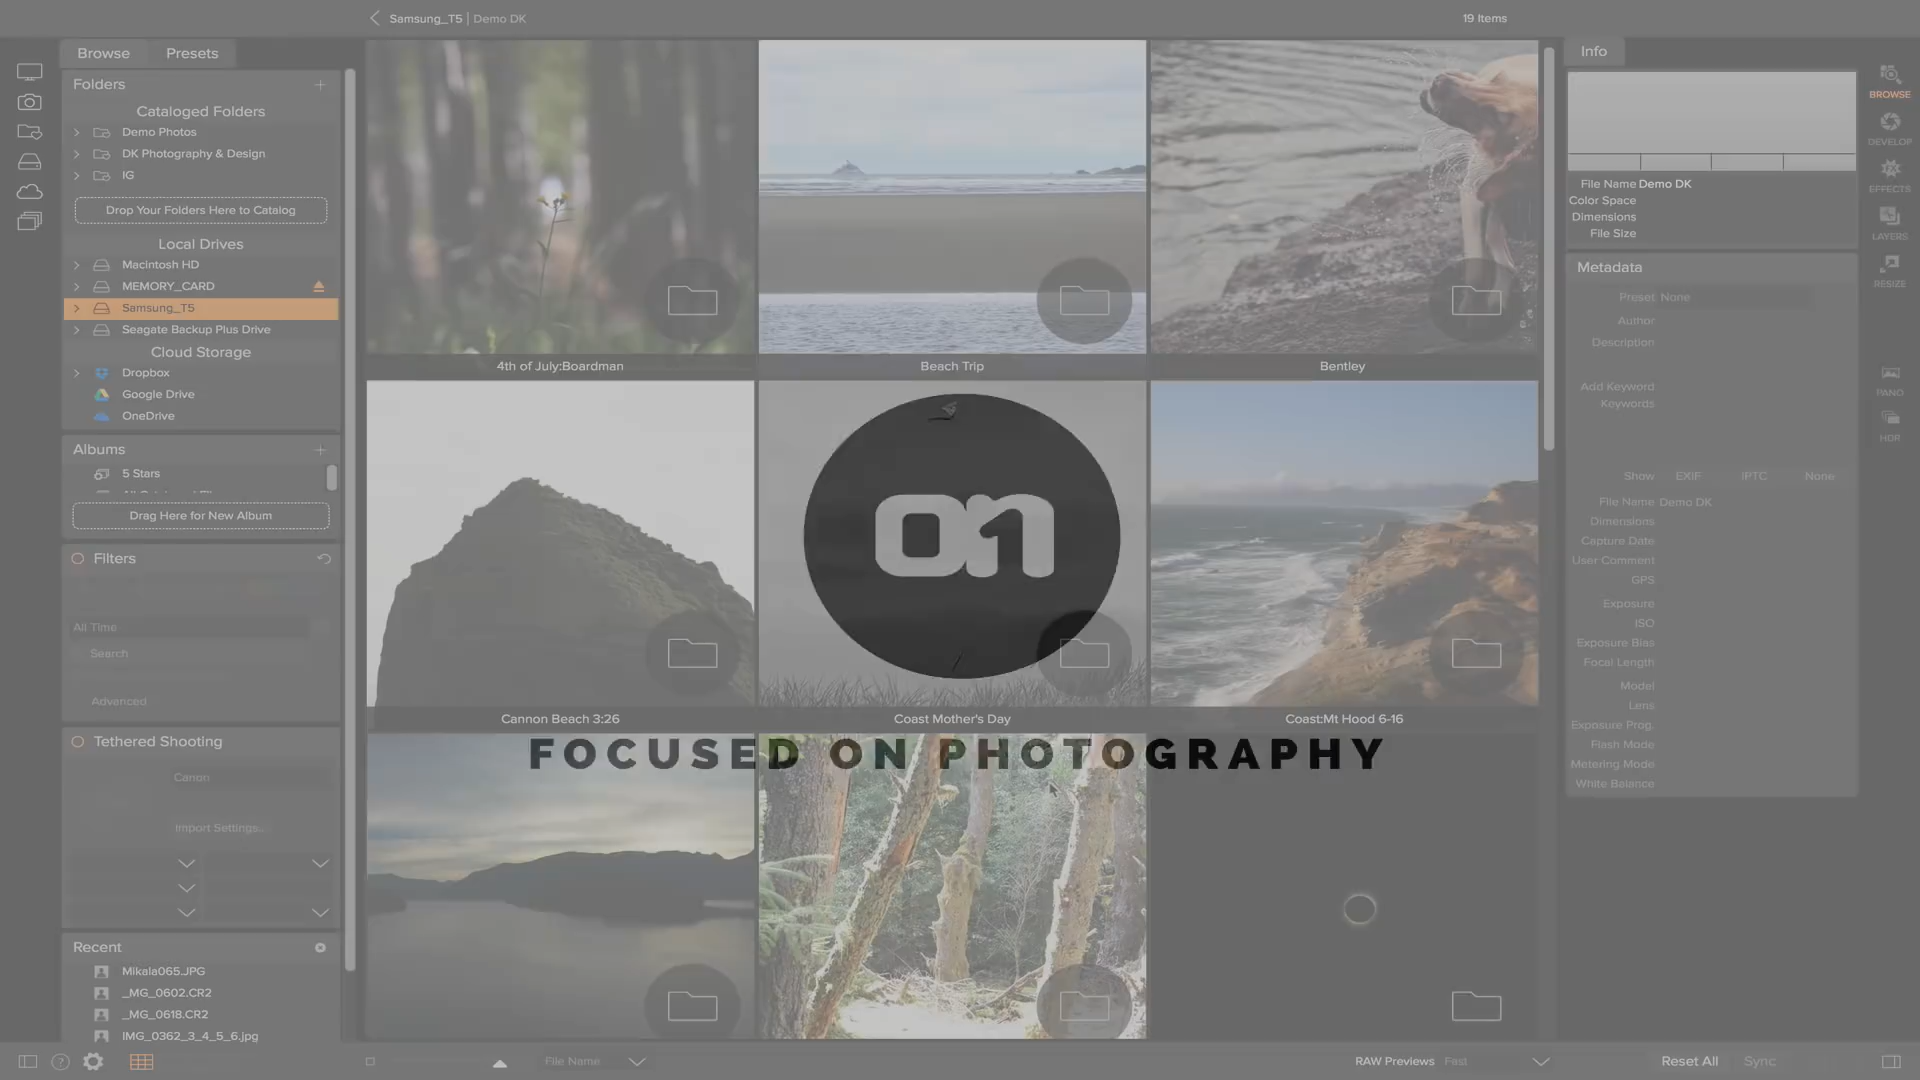 Samsung_T5 | Demo DK
19 Items
Browse
Presets
Folders
Cataloged Folders
Demo Photos
DK Photography & Design
IG
Drop Your Folders Here to Catalog
Local Drives
Macintosh HD
MEMORY_CARD
Samsung_T5
Seagate Backup Plus Drive
Cloud Storage
Dropbox
Google Drive
OneDrive
Albums
5 Stars
Drag Here for New Album
Filters
All Time
Search
Advanced
Tethered Shooting
Canon
Import Settings...
Recent
Mikala065.JPG
_MG_0602.CR2
_MG_0618.CR2
IMG_0362_3_4_5_6.jpg
4th of July:Boardman
Beach Trip
Bentley
on
Cannon Beach 3:26
Coast Mother's Day
Coast:Mt Hood 6-16
FOCUSED ON PHOTOGRAPHY
File Name
RAW Previews Fast
Reset All
Sync
Info
File Name Demo DK
Color Space
Dimensions
File Size
Metadata
Preset None
Author
Description
Add Keyword
Keywords
Show EXIF IPTC None
File Name Demo DK
Dimensions
Capture Date
User Comment
GPS
Exposure
ISO
Exposure Bias
Focal Length
Model
Lens
Exposure Prog.
Flash Mode
Metering Mode
White Balance
BROWSE
DEVELOP
EFFECTS
LAYERS
RESIZE
PANO
HDR